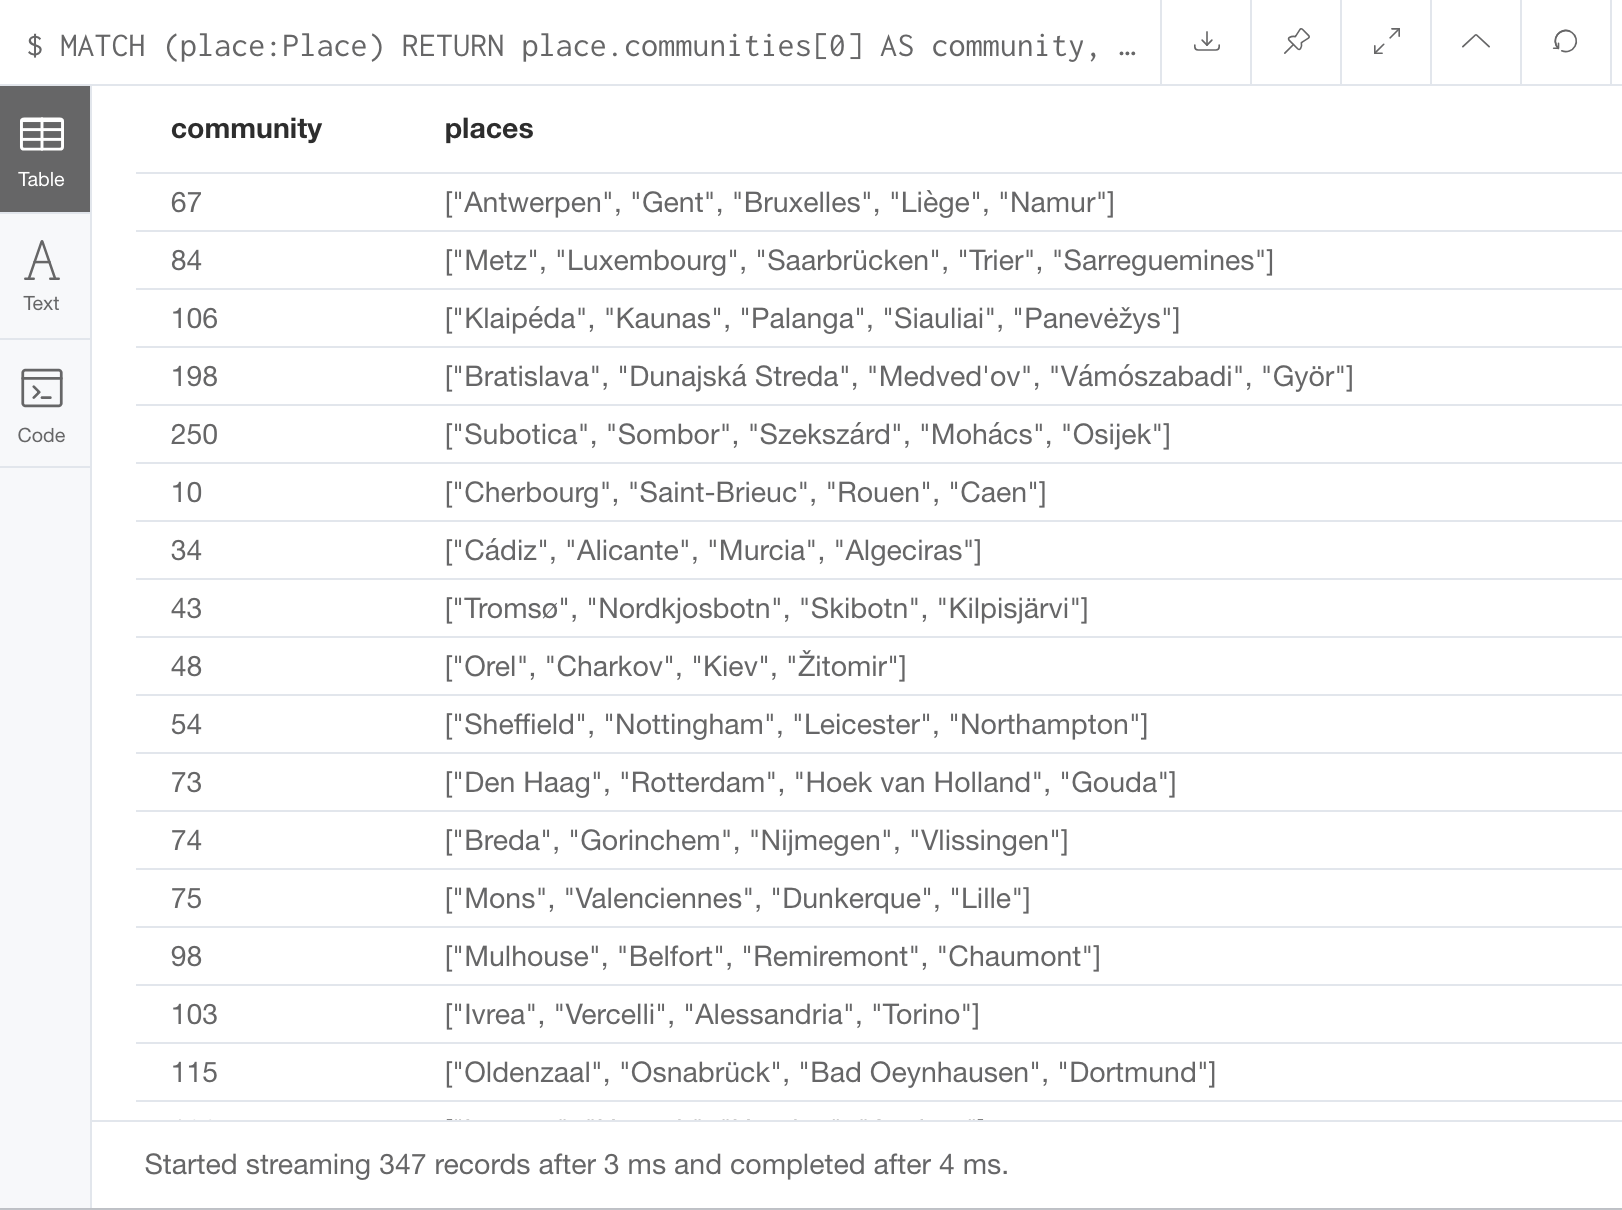 $ MATCH (place:Place) RETURN place.communities[0] AS community, …
Table
Text
Code
community places
67 ["Antwerpen", "Gent", "Bruxelles", "Liège", "Namur"]
84 ["Metz", "Luxembourg", "Saarbrücken", "Trier", "Sarreguemines"]
106 ["Klaipéda", "Kaunas", "Palanga", "Siauliai", "Panevėžys"]
198 ["Bratislava", "Dunajská Streda", "Medved'ov", "Vámószabadi", "Györ"]
250 ["Subotica", "Sombor", "Szekszárd", "Mohács", "Osijek"]
10 ["Cherbourg", "Saint-Brieuc", "Rouen", "Caen"]
34 ["Cádiz", "Alicante", "Murcia", "Algeciras"]
43 ["Tromsø", "Nordkjosbotn", "Skibotn", "Kilpisjärvi"]
48 ["Orel", "Charkov", "Kiev", "Žitomir"]
54 ["Sheffield", "Nottingham", "Leicester", "Northampton"]
73 ["Den Haag", "Rotterdam", "Hoek van Holland", "Gouda"]
74 ["Breda", "Gorinchem", "Nijmegen", "Vlissingen"]
75 ["Mons", "Valenciennes", "Dunkerque", "Lille"]
98 ["Mulhouse", "Belfort", "Remiremont", "Chaumont"]
103 ["Ivrea", "Vercelli", "Alessandria", "Torino"]
115 ["Oldenzaal", "Osnabrück", "Bad Oeynhausen", "Dortmund"]
Started streaming 347 records after 3 ms and completed after 4 ms.